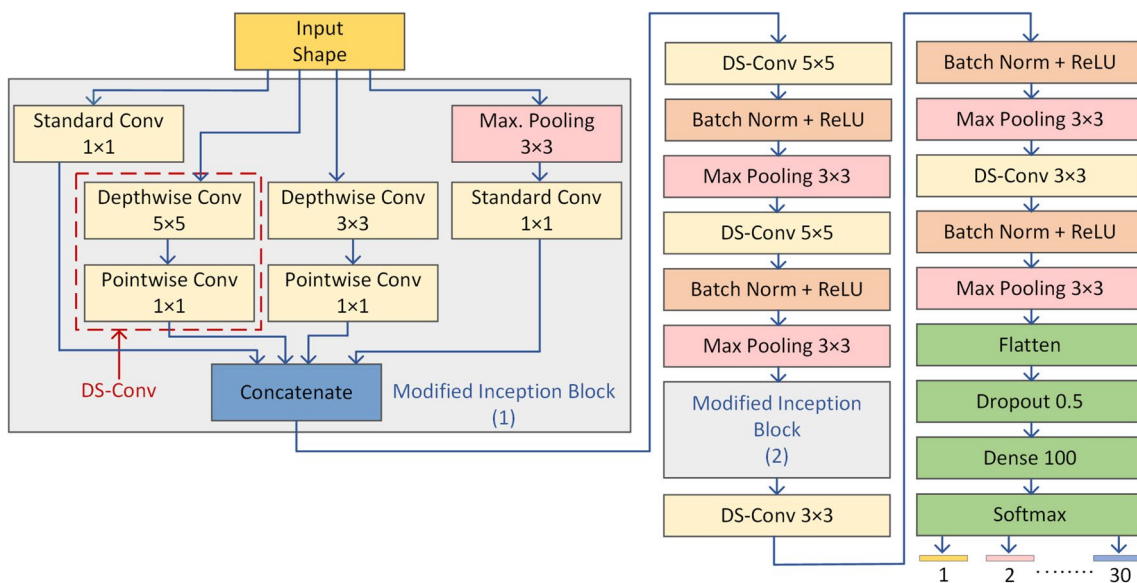 Input
Shape
Standard Conv
1×1
Max. Pooling
3×3
Depthwise Conv
5×5
Depthwise Conv
3×3
Standard Conv
1×1
Pointwise Conv
1×1
Pointwise Conv
1×1
DS-Conv
Concatenate
Modified Inception Block
(1)
DS-Conv 5×5
Batch Norm + ReLU
Max Pooling 3×3
DS-Conv 5×5
Batch Norm + ReLU
Max Pooling 3×3
Modified Inception
Block
(2)
DS-Conv 3×3
Batch Norm + ReLU
Max Pooling 3×3
DS-Conv 3×3
Batch Norm + ReLU
Max Pooling 3×3
Flatten
Dropout 0.5
Dense 100
Softmax
1 2 ........ 30